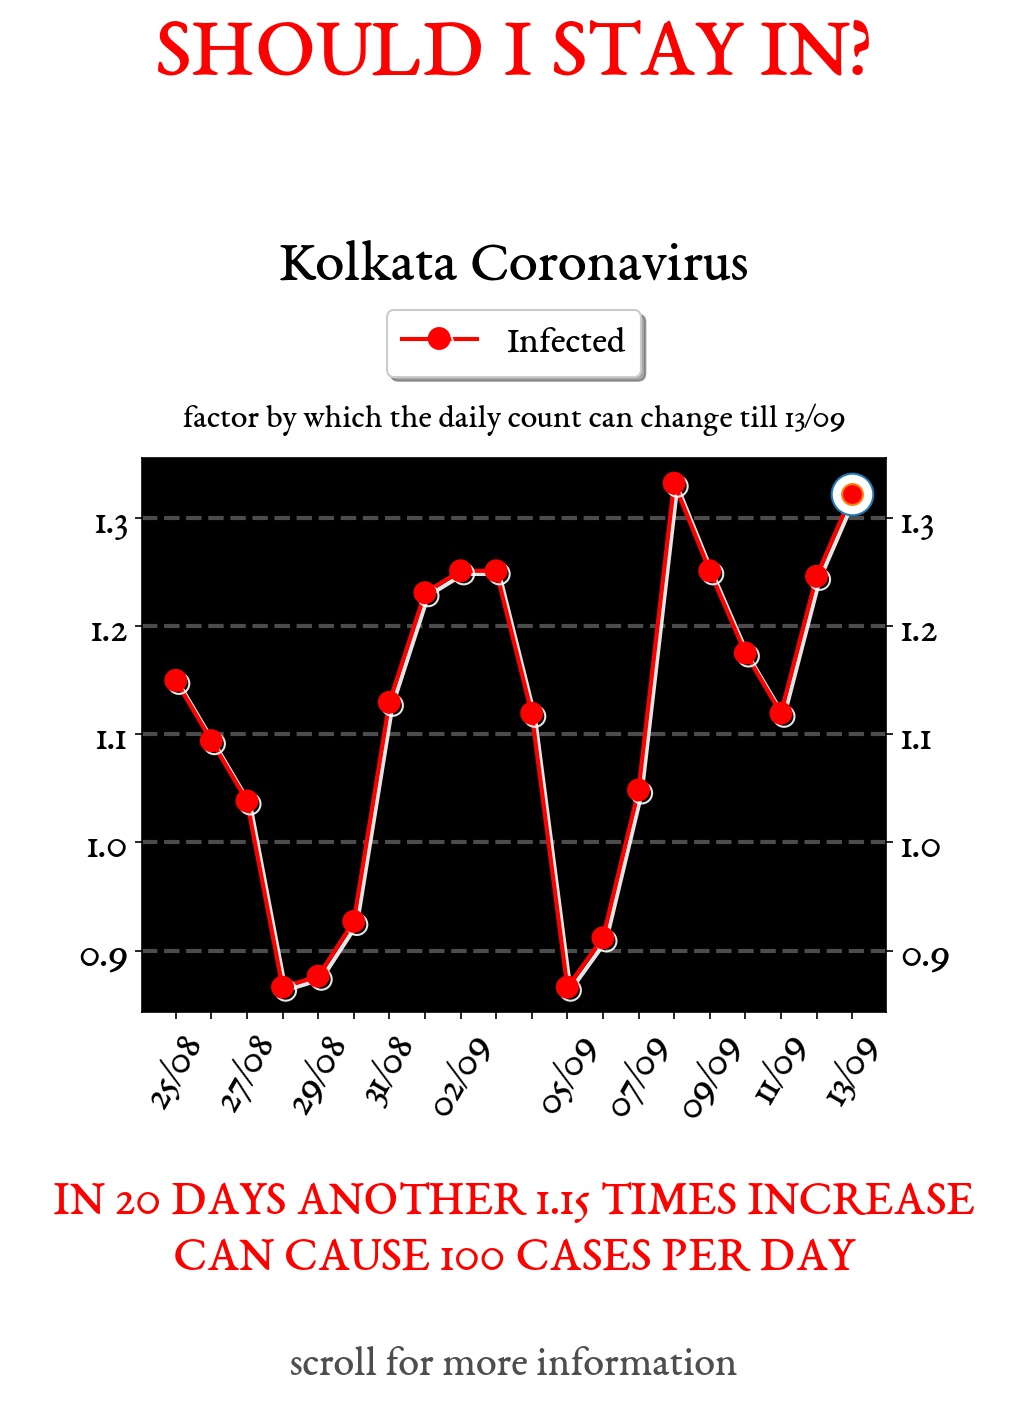 SHOULD I STAY IN?
Kolkata Coronavirus
Infected
factor by which the daily count can change till 13/09
1.3 1.3
1.2 1.2
1.1 1.1
1.0 1.0
0.9 0.9
25/08 27/08 29/08 31/08 02/09 05/09 07/09 09/09 11/09 13/09
IN 20 DAYS ANOTHER 1.15 TIMES INCREASE
CAN CAUSE 100 CASES PER DAY
scroll for more information